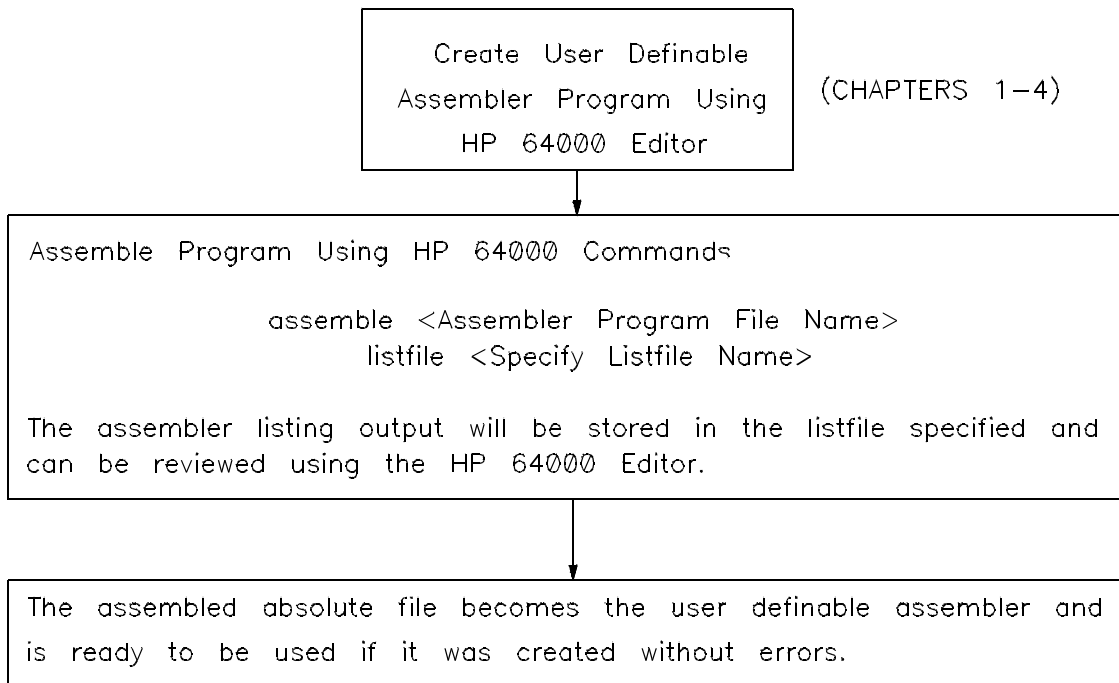 Create User Definable
Assembler Program Using
HP 64000 Editor
(CHAPTERS 1-4)
Assemble Program Using HP 64000 Commands
assemble <Assembler Program File Name>
listfile <Specify Listfile Name>
The assembler listing output will be stored in the listfile specified and
can be reviewed using the HP 64000 Editor.
The assembled absolute file becomes the user definable assembler and
is ready to be used if it was created without errors.